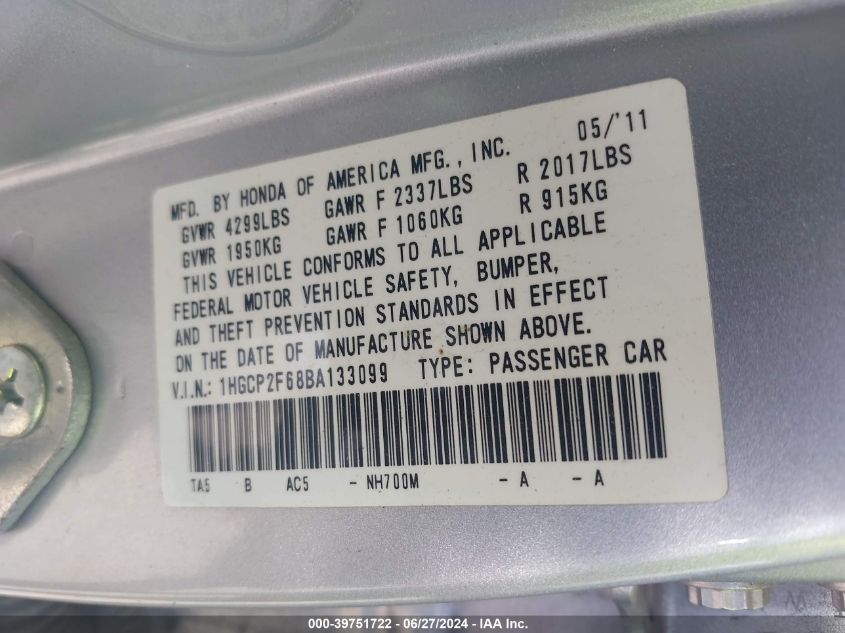 MFD. BY HONDA OF AMERICA MFG., INC. 05/'11
GVWR 4299LBS GAWR F 2337LBS R 2017LBS
GVWR 1950KG GAWR F 1060KG R 915KG
THIS VEHICLE CONFORMS TO ALL APPLICABLE
FEDERAL MOTOR VEHICLE SAFETY, BUMPER,
AND THEFT PREVENTION STANDARDS IN EFFECT
ON THE DATE OF MANUFACTURE SHOWN ABOVE.
V.I.N.: 1HGCP2F68BA133099 TYPE: PASSENGER CAR
TA5 B AC5 - NH700M - A - A
000-39751722 - 06/27/2024 - IAA Inc.